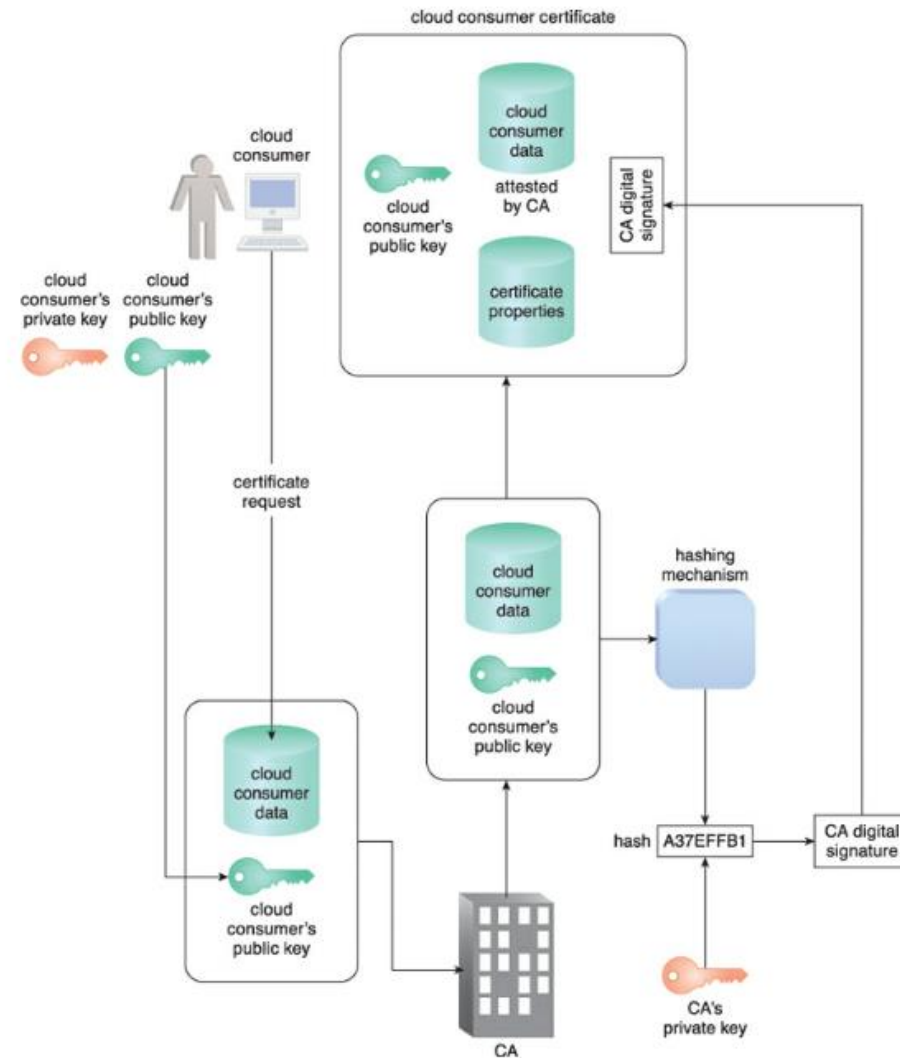 cloud consumer certificate
cloud
consumer
data
attested
by CA
cloud
consumer's
public key
certificate
properties
CA digital
signature
cloud
consumer
cloud
consumer's
private key
cloud
consumer's
public key
certificate
request
cloud
consumer
data
cloud
consumer's
public key
hashing
mechanism
cloud
consumer
data
cloud
consumer's
public key
hash
A37EFFB1
CA digital
signature
CA's
private key
CA